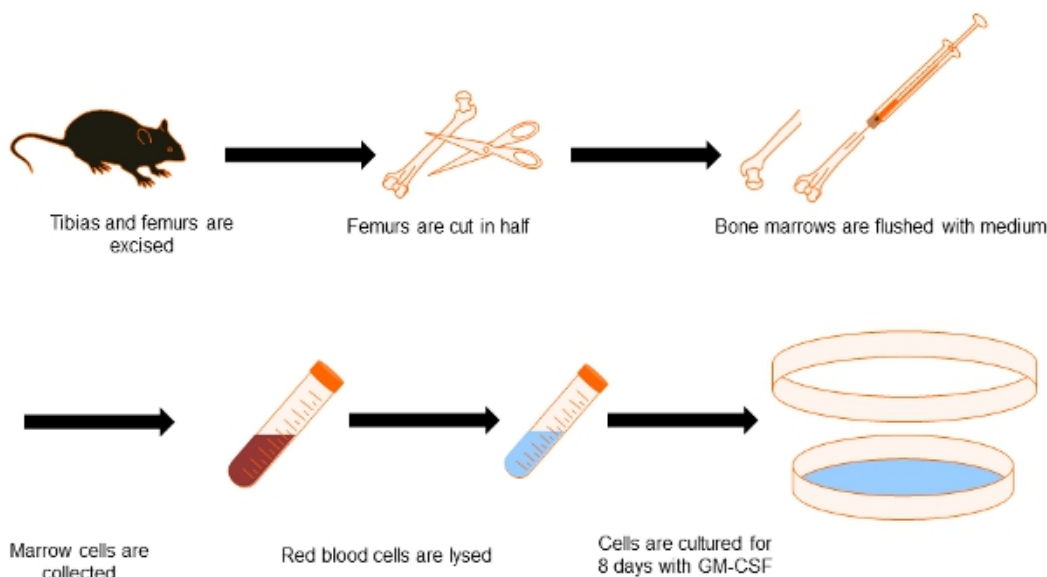 Tibias and femurs are
excised
Femurs are cut in half
Bone marrows are flushed with medium
Marrow cells are
collected
Red blood cells are lysed
Cells are cultured for
8 days with GM-CSF